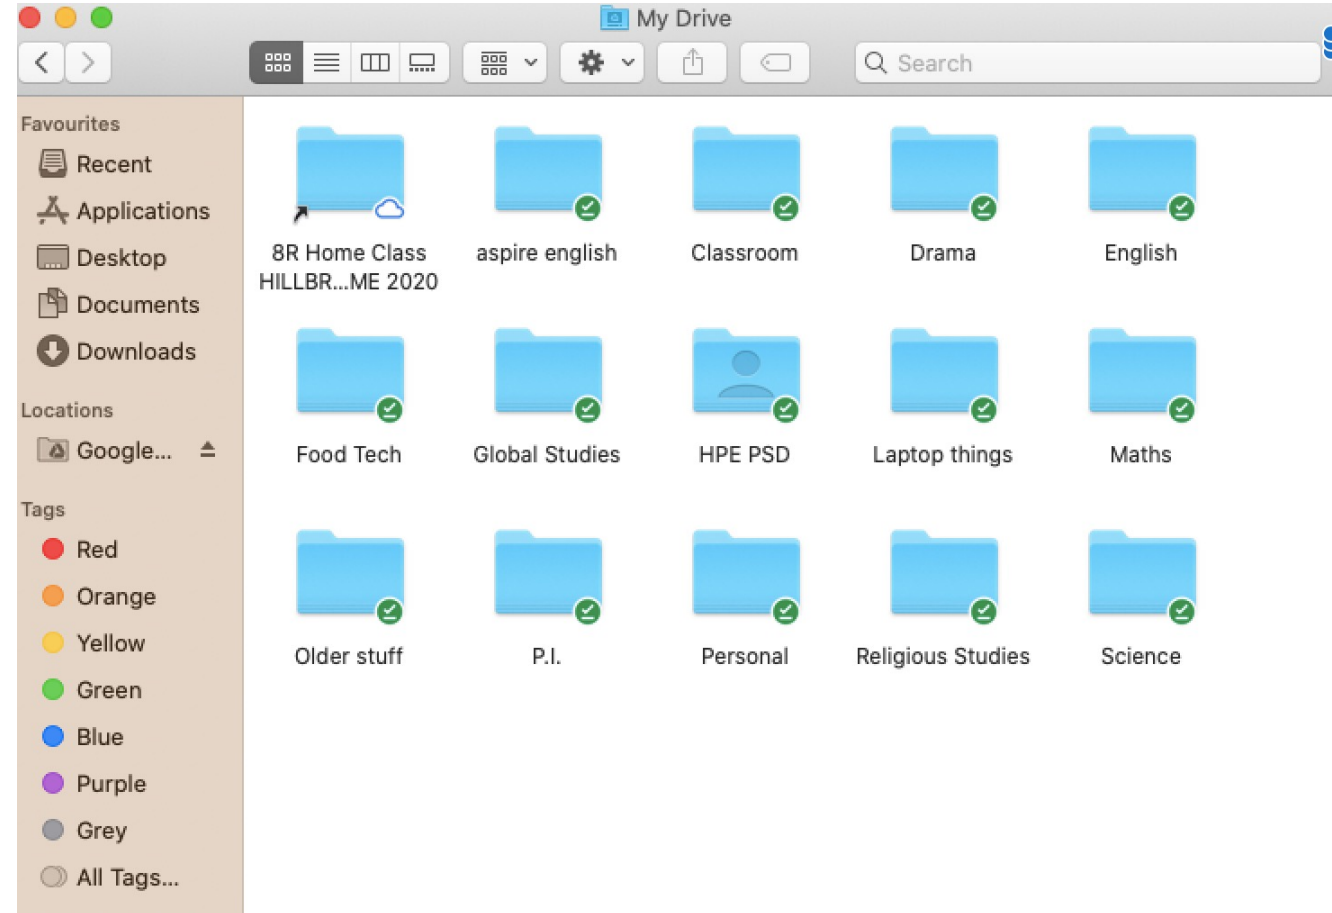 My Drive
Search
Favourites
Recent
Applications
Desktop
Documents
Downloads
Locations
Google...
Tags
Red
Orange
Yellow
Green
Blue
Purple
Grey
All Tags...
8R Home Class
HILLBR...ME 2020
aspire english
Classroom
Drama
English
Food Tech
Global Studies
HPE PSD
Laptop things
Maths
Older stuff
P.I.
Personal
Religious Studies
Science